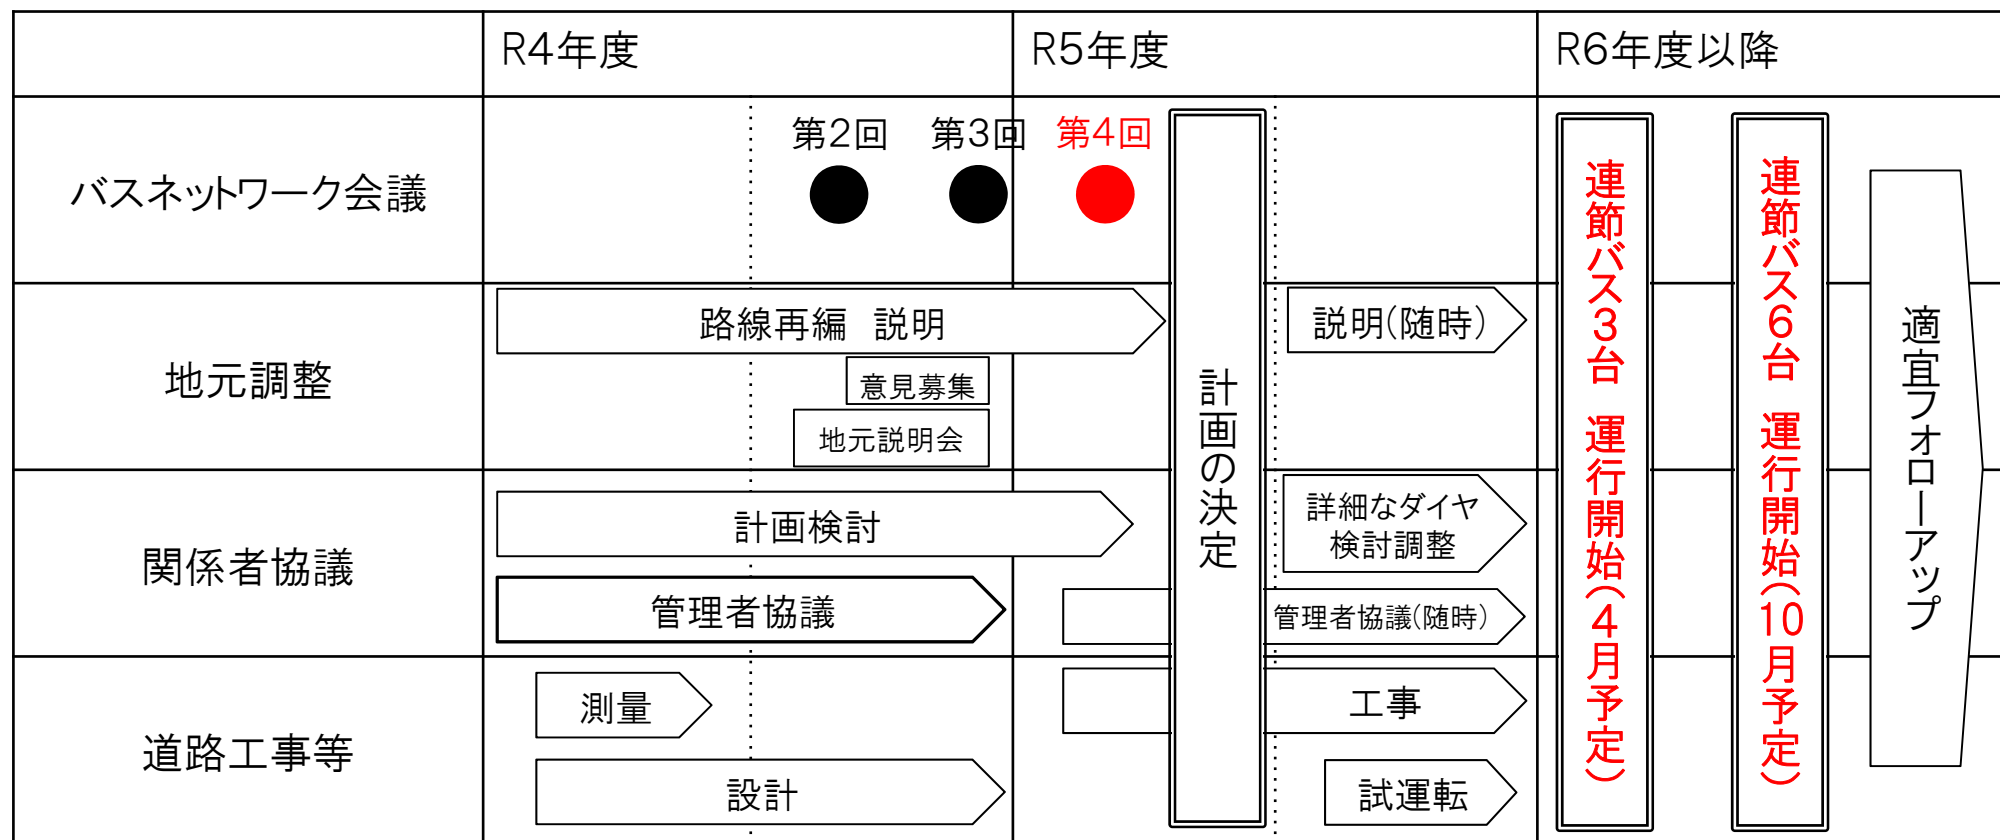 R4年度
R5年度
R6年度以降
バスネットワーク会議
第2回
第3回
第4回
地元調整
路線再編　説明
意見募集
地元説明会
説明(随時)
関係者協議
計画検討
管理者協議
詳細なダイヤ
検討調整
管理者協議(随時)
道路工事等
測量
設計
工事
試運転
計画の決定
連節バス3台　運行開始(4月予定)
連節バス6台　運行開始(10月予定)
適宜フォローアップ